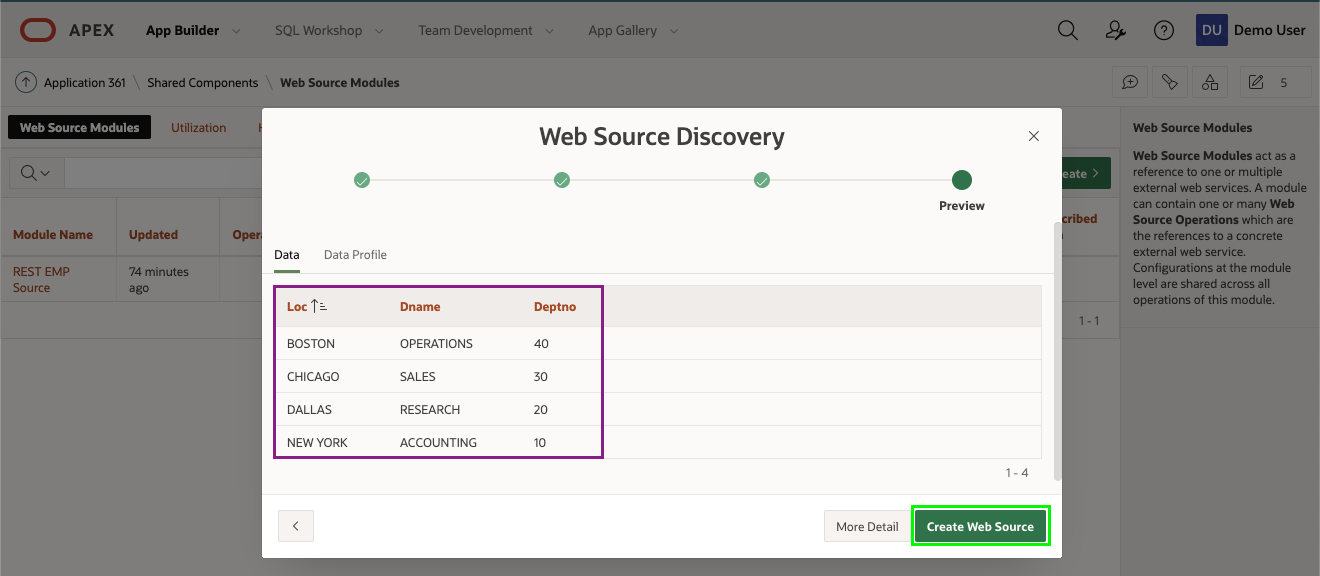 APEX App Builder SQL Workshop Team Development App Gallery DU Demo User
Application 361 \ Shared Components \ Web Source Modules 5
Web Source Modules Utilization
Module Name Updated
REST EMP
Source
74 minutes
ago
1 - 1
Web Source Discovery
Preview
Data Data Profile
Loc Dname Deptno
BOSTON OPERATIONS 40
CHICAGO SALES 30
DALLAS RESEARCH 20
NEW YORK ACCOUNTING 10
1 - 4
More Detail Create Web Source
Web Source Modules
Web Source Modules act as a
reference to one or multiple
external web services. A module
can contain one or many Web
Source Operations which are
the references to a concrete
external web service.
Configurations at the module
level are shared across all
operations of this module.